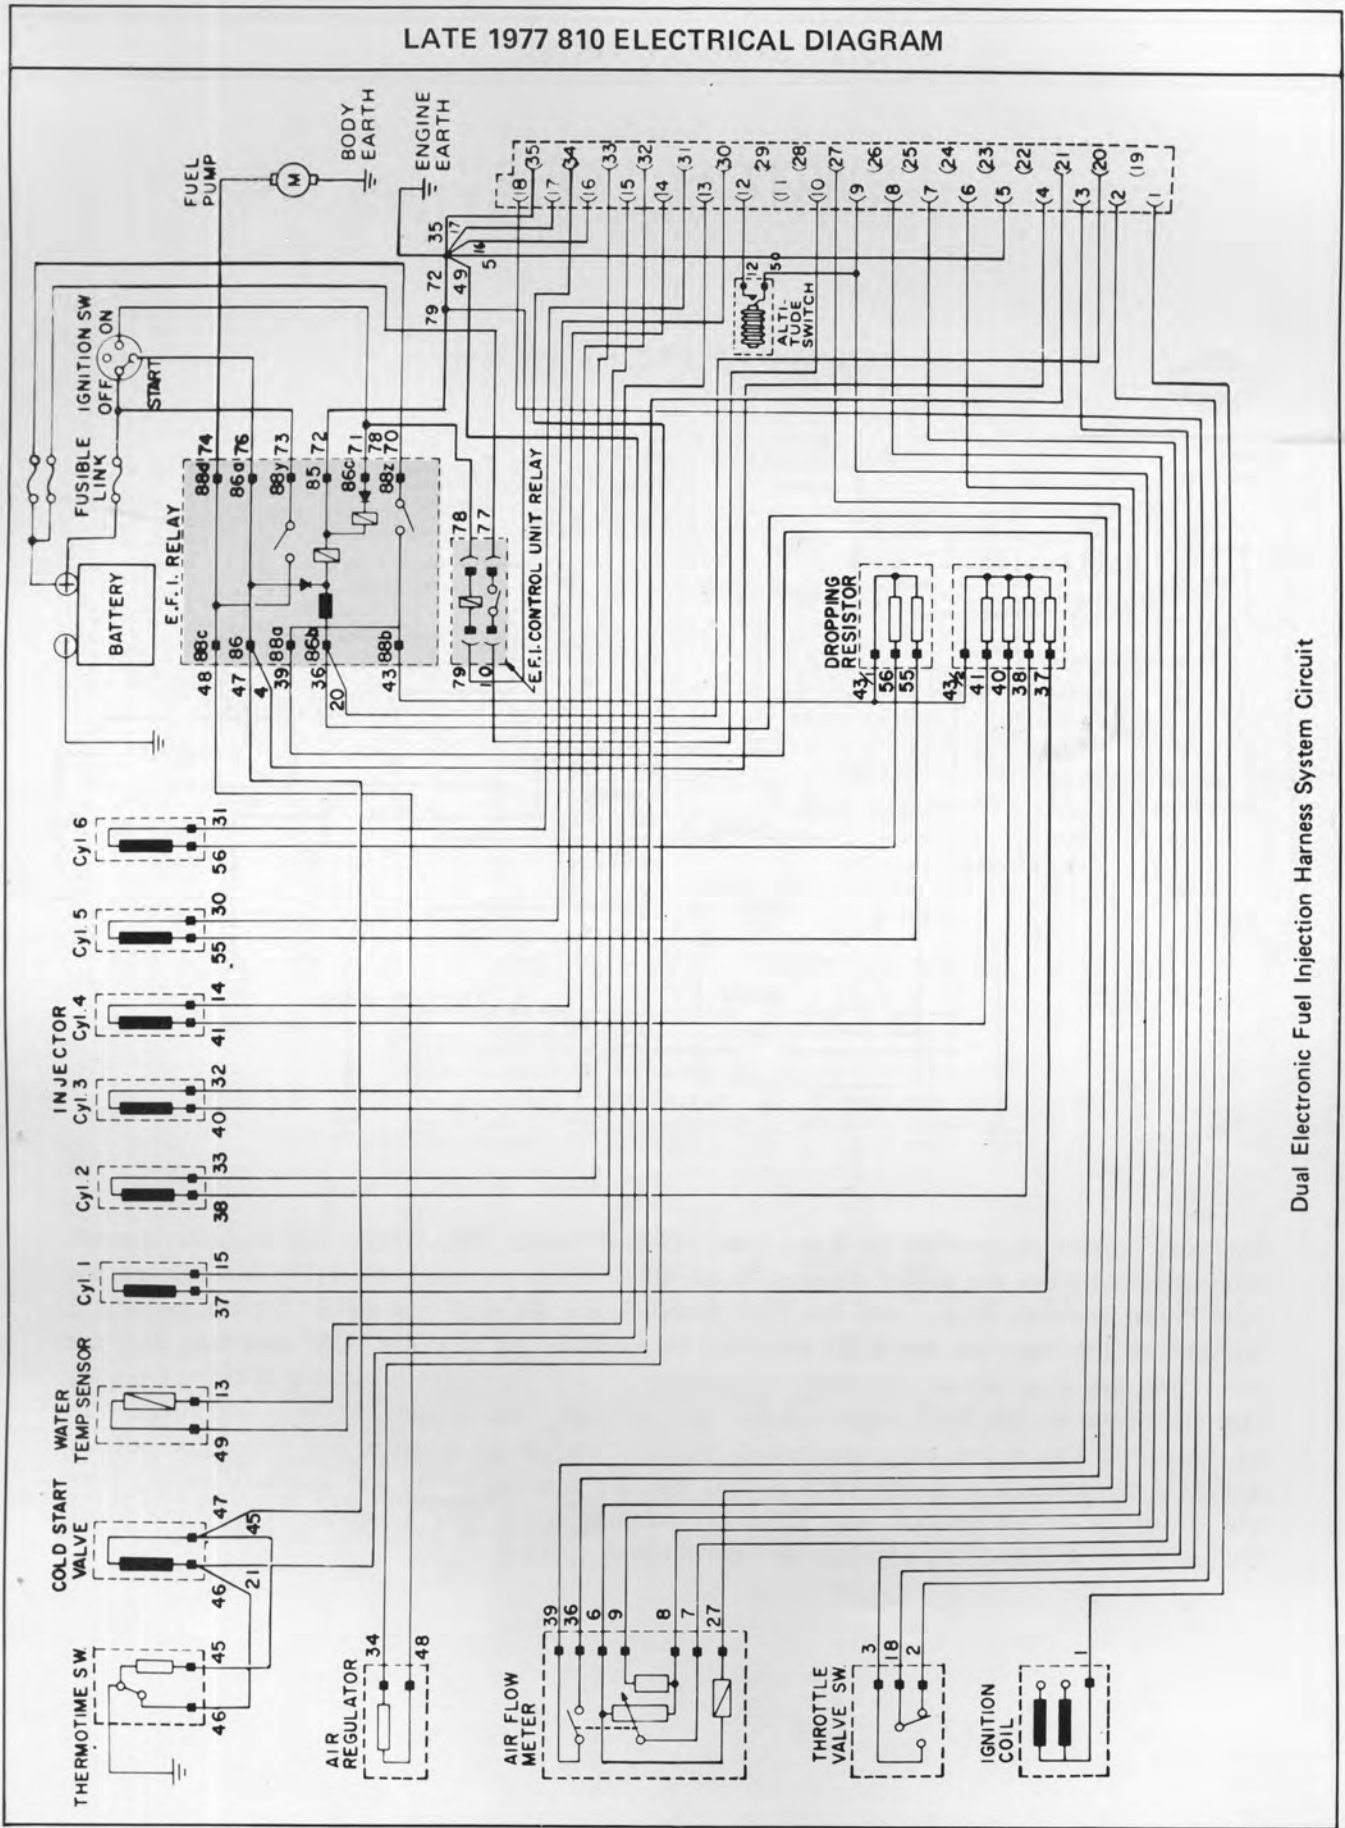 LATE 1977 810 ELECTRICAL DIAGRAM
FUEL
PUMP
M
BODY
EARTH
ENGINE
EARTH
FUSIBLE
LINK
IGNITION SW
OFF
ON
START
BATTERY
E.F.I. RELAY
88d 74
86a 76
88y 73
85 72
86c 71
78
88z 70
48 88c
47 86
4
39 88a
36 86b
20
43 88b
35
17
16
5
72
49
79
78
77
79
10
E.F.I. CONTROL UNIT RELAY
(35
(34
(33
(32
(31
(30
(29
(28
(27
(26
(25
(24
(23
(22
(21
(20
(19
(18
(17
(16
(15
(14
(13
(12
(11
(10
(9
(8
(7
(6
(5
(4
(3
(2
(1
12
50
ALTI-
TUDE
SWITCH
DROPPING
RESISTOR
43/1
56
55
43/2
41
40
38
37
INJECTOR
Cyl. 6
56
31
Cyl. 5
55
30
Cyl. 4
41
14
Cyl. 3
40
32
Cyl. 2
38
33
Cyl. 1
37
15
WATER
TEMP SENSOR
49
13
COLD START
VALVE
46
47
45
21
THERMOTIME SW.
46
45
AIR
REGULATOR
34
48
AIR FLOW
METER
39
36
6
9
8
7
27
THROTTLE
VALVE SW.
3
18
2
IGNITION
COIL
1
Dual Electronic Fuel Injection Harness System Circuit